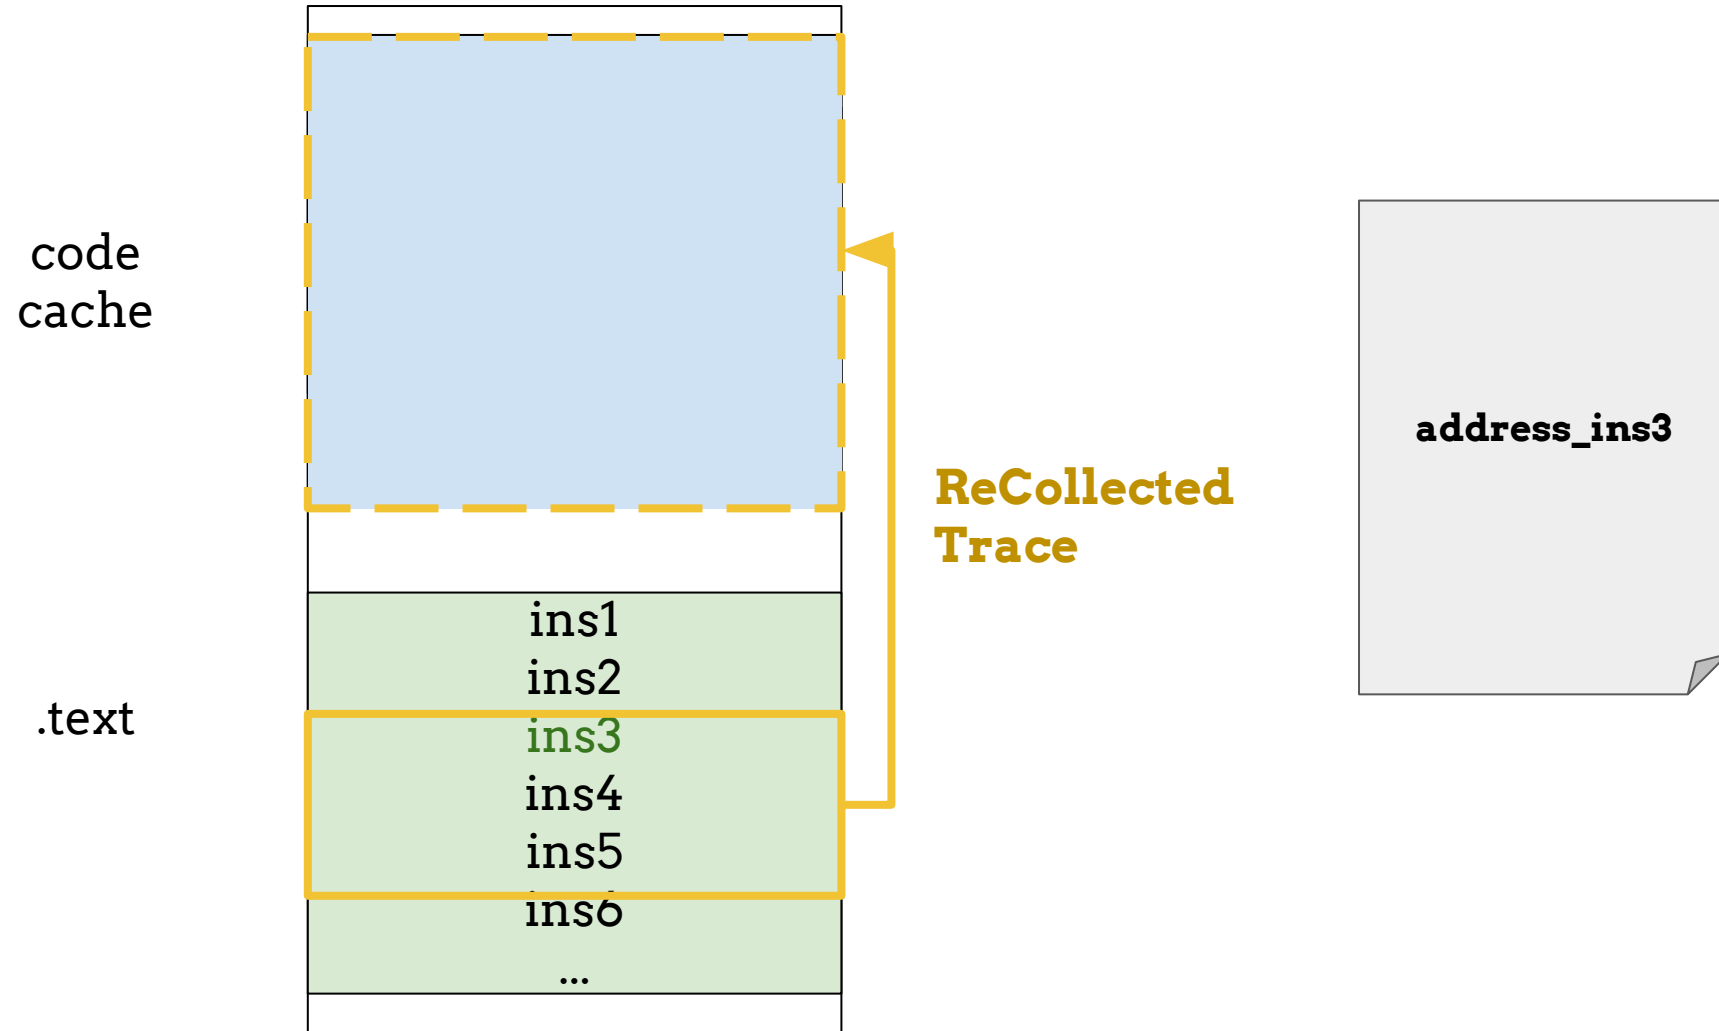 code
cache
ReCollected
Trace
address_ins3
.text
ins1
ins2
ins3
ins4
ins5
ins6
...